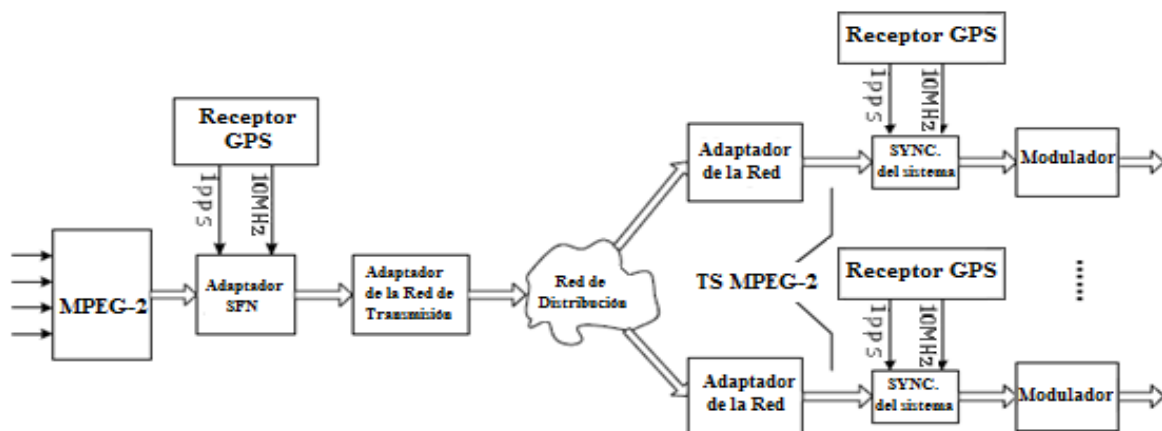 Receptor GPS
1pps
10MHz
Receptor
GPS
1pps
10MHz
Adaptador
de la Red
SYNC.
del sistema
Modulador
MPEG-2
Adaptador
SFN
Adaptador
de la Red de
Transmisión
Red de
Distribución
TS MPEG-2
Receptor GPS
1pps
10MHz
Adaptador
de la Red
SYNC.
del sistema
Modulador